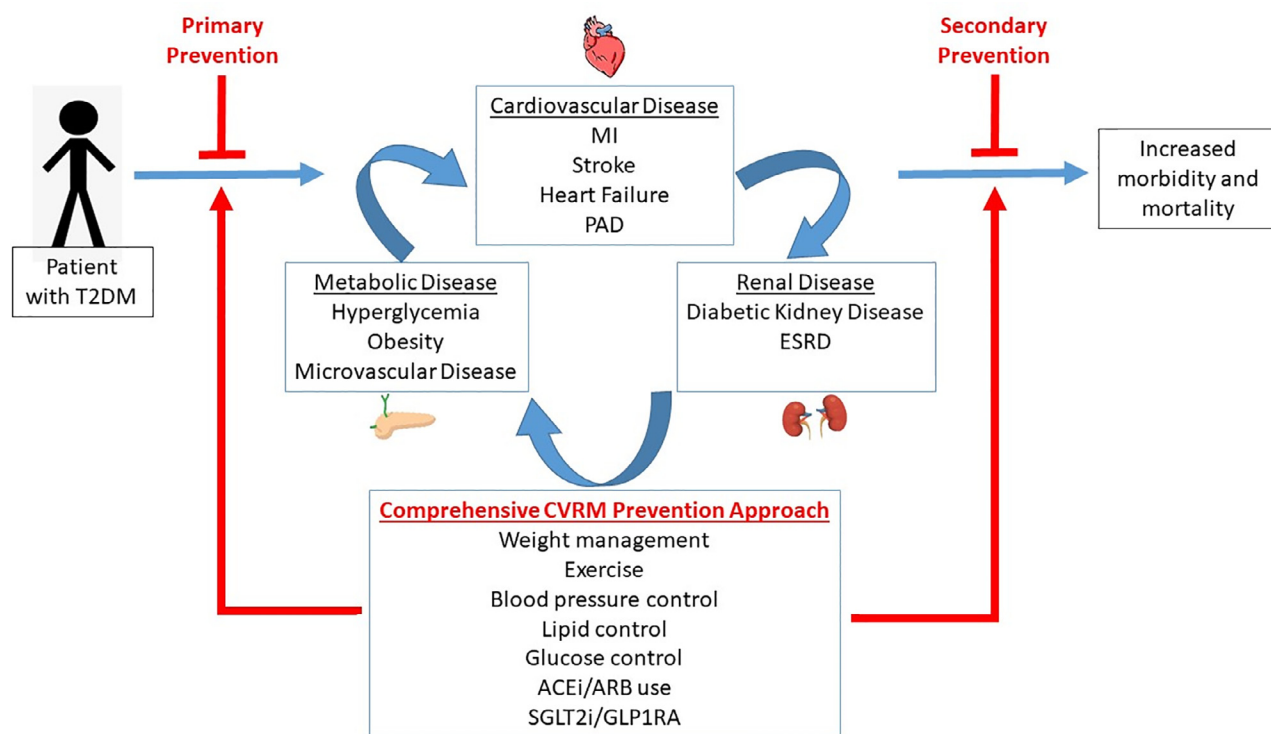 Primary
Prevention
Secondary
Prevention
Cardiovascular Disease
MI
Stroke
Heart Failure
PAD
Increased
morbidity and
mortality
Patient
with T2DM
Metabolic Disease
Hyperglycemia
Obesity
Microvascular Disease
Renal Disease
Diabetic Kidney Disease
ESRD
Comprehensive CVRM Prevention Approach
Weight management
Exercise
Blood pressure control
Lipid control
Glucose control
ACEi/ARB use
SGLT2i/GLP1RA